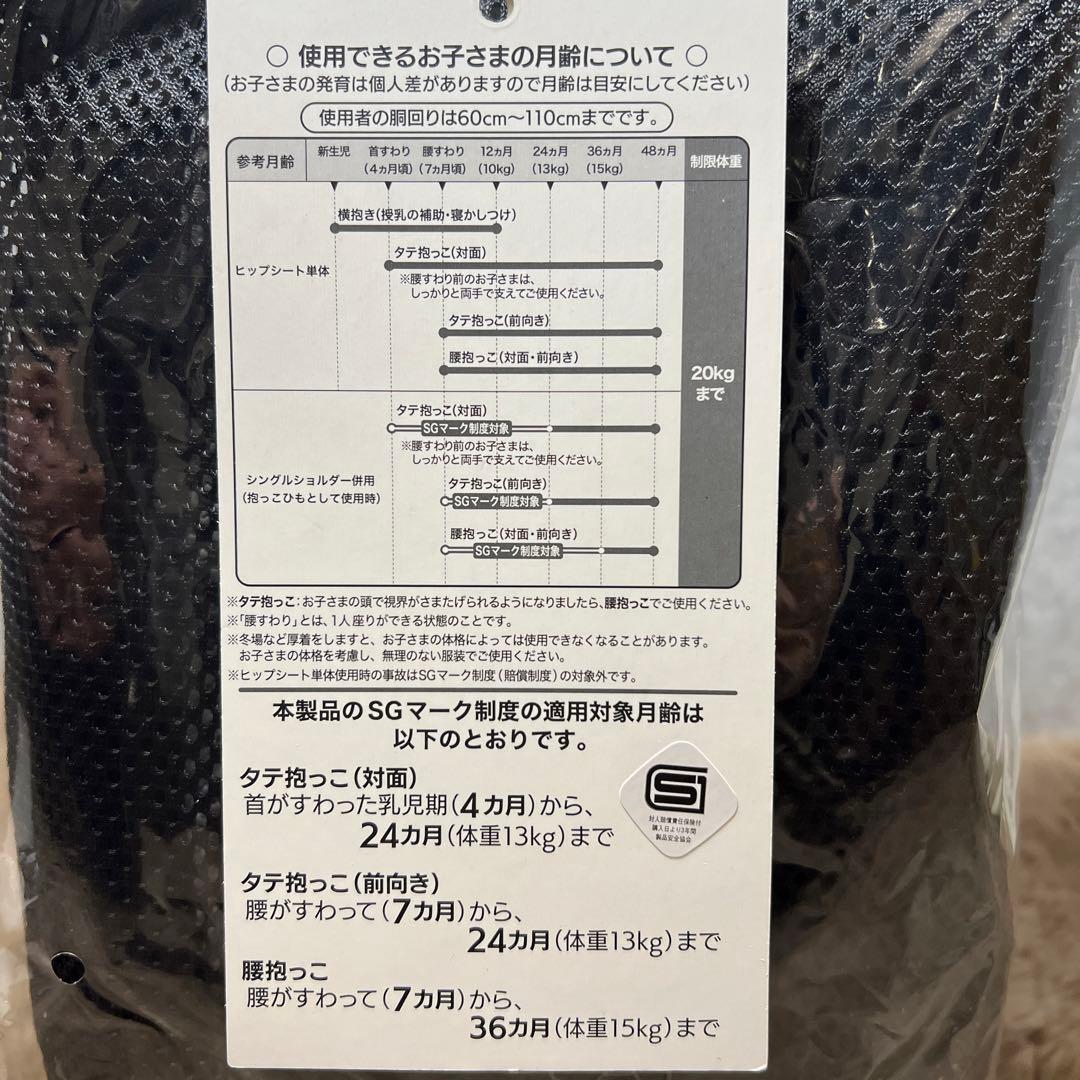 ○ 使用できるお子さまの月齢について ○
(お子さまの発育は個人差がありますので月齢は目安にしてください)
使用者の胴回りは60cm〜110cmまでです。
参考月齢
新生児
首すわり
(4ヵ月頃)
腰すわり
(7ヵ月頃)
12ヵ月
(10kg)
24ヵ月
(13kg)
36ヵ月
(15kg)
48ヵ月
制限体重
ヒップシート単体
横抱き(授乳の補助・寝かしつけ)
タテ抱っこ(対面)
※腰すわり前のお子さまは、
しっかりと両手で支えてご使用ください。
タテ抱っこ(前向き)
腰抱っこ(対面・前向き)
20kg
まで
シングルショルダー併用
(抱っこひもとして使用時)
タテ抱っこ(対面)
SGマーク制度対象
※腰すわり前のお子さまは、
しっかりと両手で支えてご使用ください。
タテ抱っこ(前向き)
SGマーク制度対象
腰抱っこ(対面・前向き)
SGマーク制度対象
※タテ抱っこ:お子さまの頭で視界がさまたげられるようになりましたら、腰抱っこでご使用ください。
※「腰すわり」とは、1人座りができる状態のことです。
※冬場など厚着をしますと、お子さまの体格によっては使用できなくなることがあります。
お子さまの体格を考慮し、無理のない服装でご使用ください。
※ヒップシート単体使用時の事故はSGマーク制度(賠償制度)の対象外です。
本製品のSGマーク制度の適用対象月齢は
以下のとおりです。
タテ抱っこ(対面)
首がすわった乳児期(4カ月)から、
24カ月(体重13kg)まで
SG
対人賠償責任保険付
購入日より3年間
製品安全協会
タテ抱っこ(前向き)
腰がすわって(7カ月)から、
24カ月(体重13kg)まで
腰抱っこ
腰がすわって(7カ月)から、
36カ月(体重15kg)まで